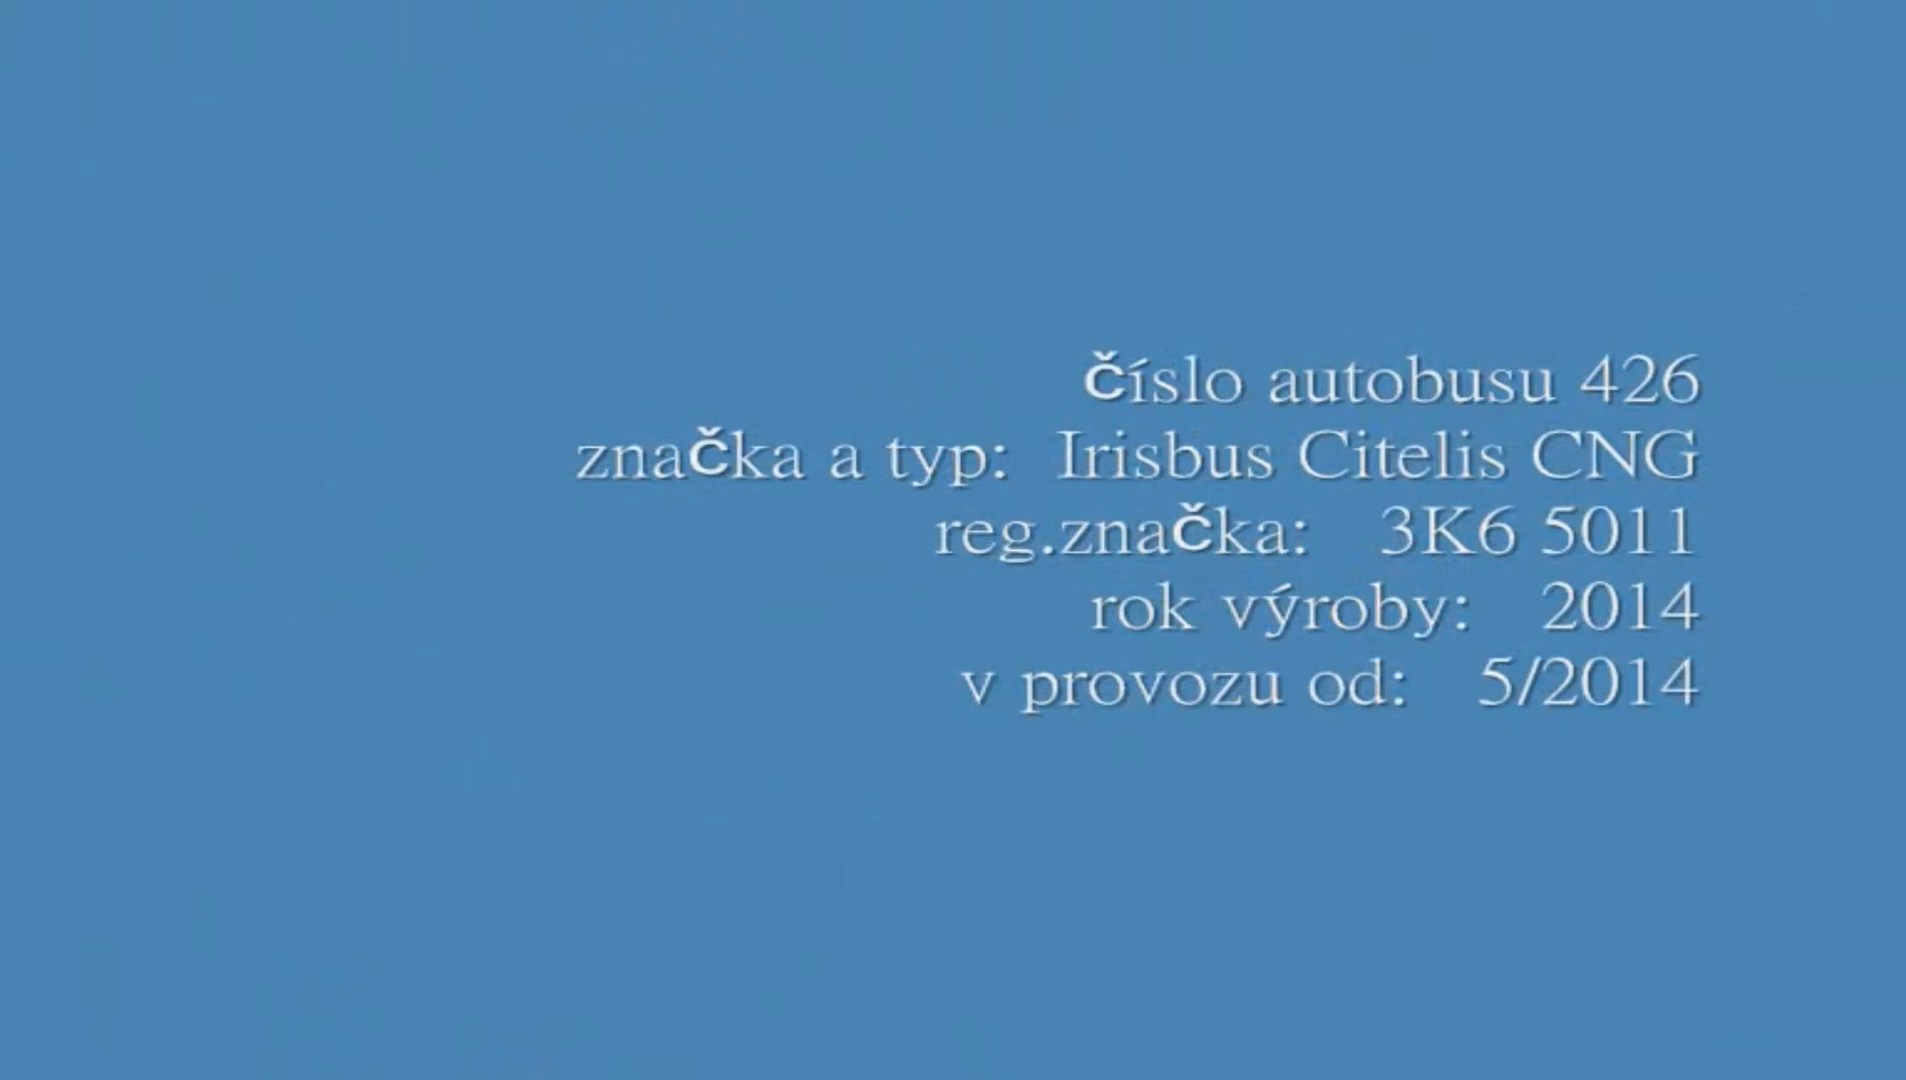 číslo autobusu 426
značka a typ: Irisbus Citelis CNG
reg.značka: 3K6 5011
rok výroby: 2014
v provozu od: 5/2014